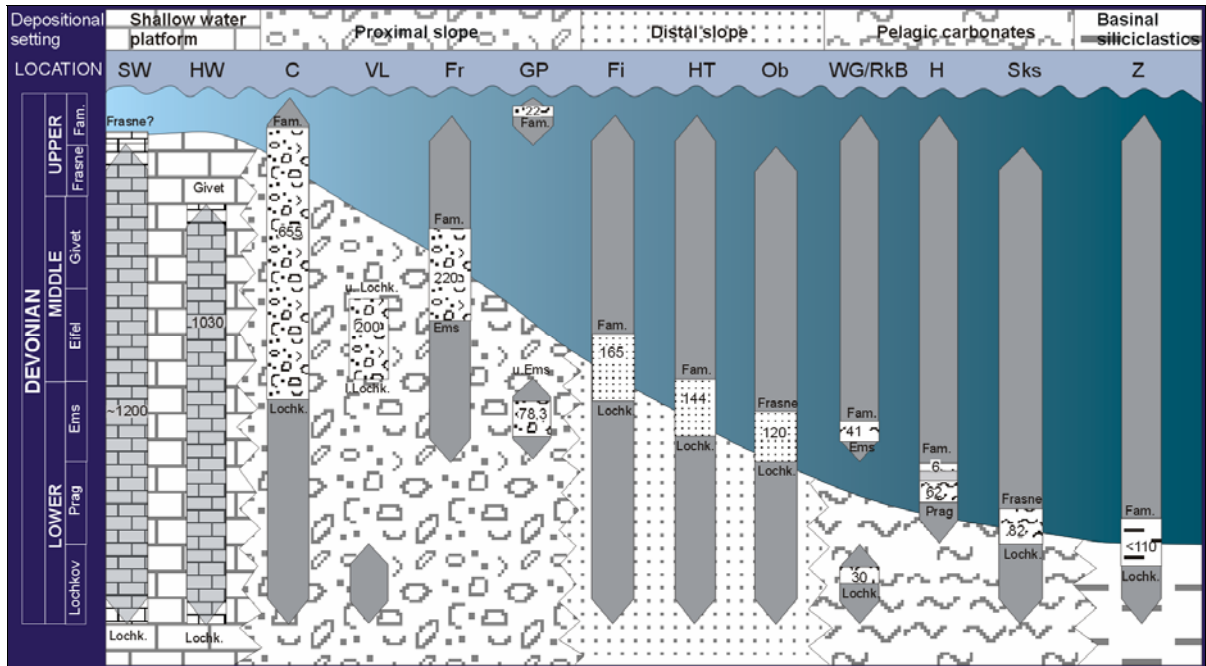 Depositional setting
Shallow water platform
Proximal slope
Distal slope
Pelagic carbonates
Basinal siliciclastics
LOCATION SW HW C VL Fr GP Fi HT Ob WG/RkB H Sks Z
DEVONIAN
UPPER
MIDDLE
LOWER
Fam.
Frasne
Givet
Eifel
Ems
Prag
Lochkov
Frasne?
~1200
Lochk.
Givet
1030
Lochk.
Fam.
655
Lochk.
u. Lochk.
200
l.Lochk.
Fam.
220
Ems
22
Fam.
u Ems
78,3
Fam.
165
Lochk.
Fam.
144
Lochk.
Frasne
120
Lochk.
Fam.
41
Ems
30
Lochk.
Fam.
6
62
Prag
Frasne
82
Lochk.
Fam.
<110
Lochk.